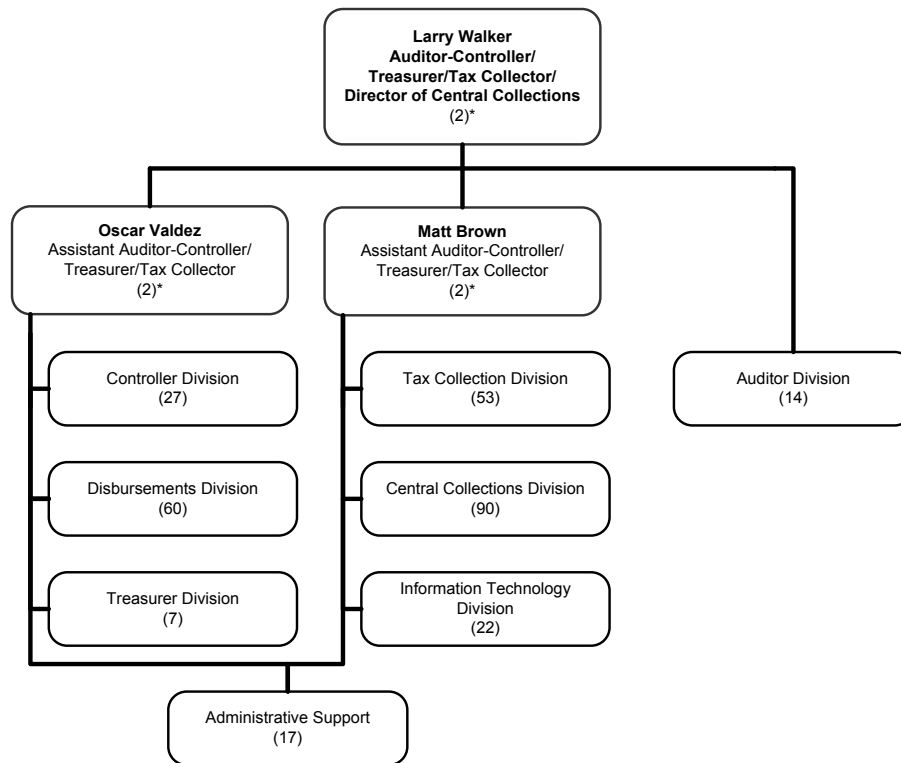 Larry Walker
Auditor-Controller/
Treasurer/Tax Collector/
Director of Central Collections
(2)*
Oscar Valdez
Assistant Auditor-Controller/
Treasurer/Tax Collector
(2)*
Matt Brown
Assistant Auditor-Controller/
Treasurer/Tax Collector
(2)*
Controller Division
(27)
Tax Collection Division
(53)
Auditor Division
(14)
Disbursements Division
(60)
Central Collections Division
(90)
Treasurer Division
(7)
Information Technology
Division
(22)
Administrative Support
(17)